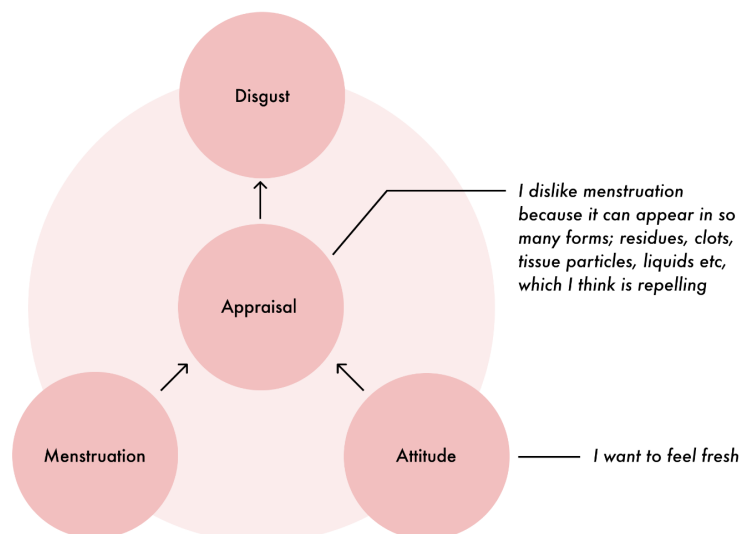 Disgust
I dislike menstruation
because it can appear in so
many forms; residues, clots,
tissue particles, liquids etc,
which I think is repelling
Appraisal
Menstruation
Attitude
I want to feel fresh